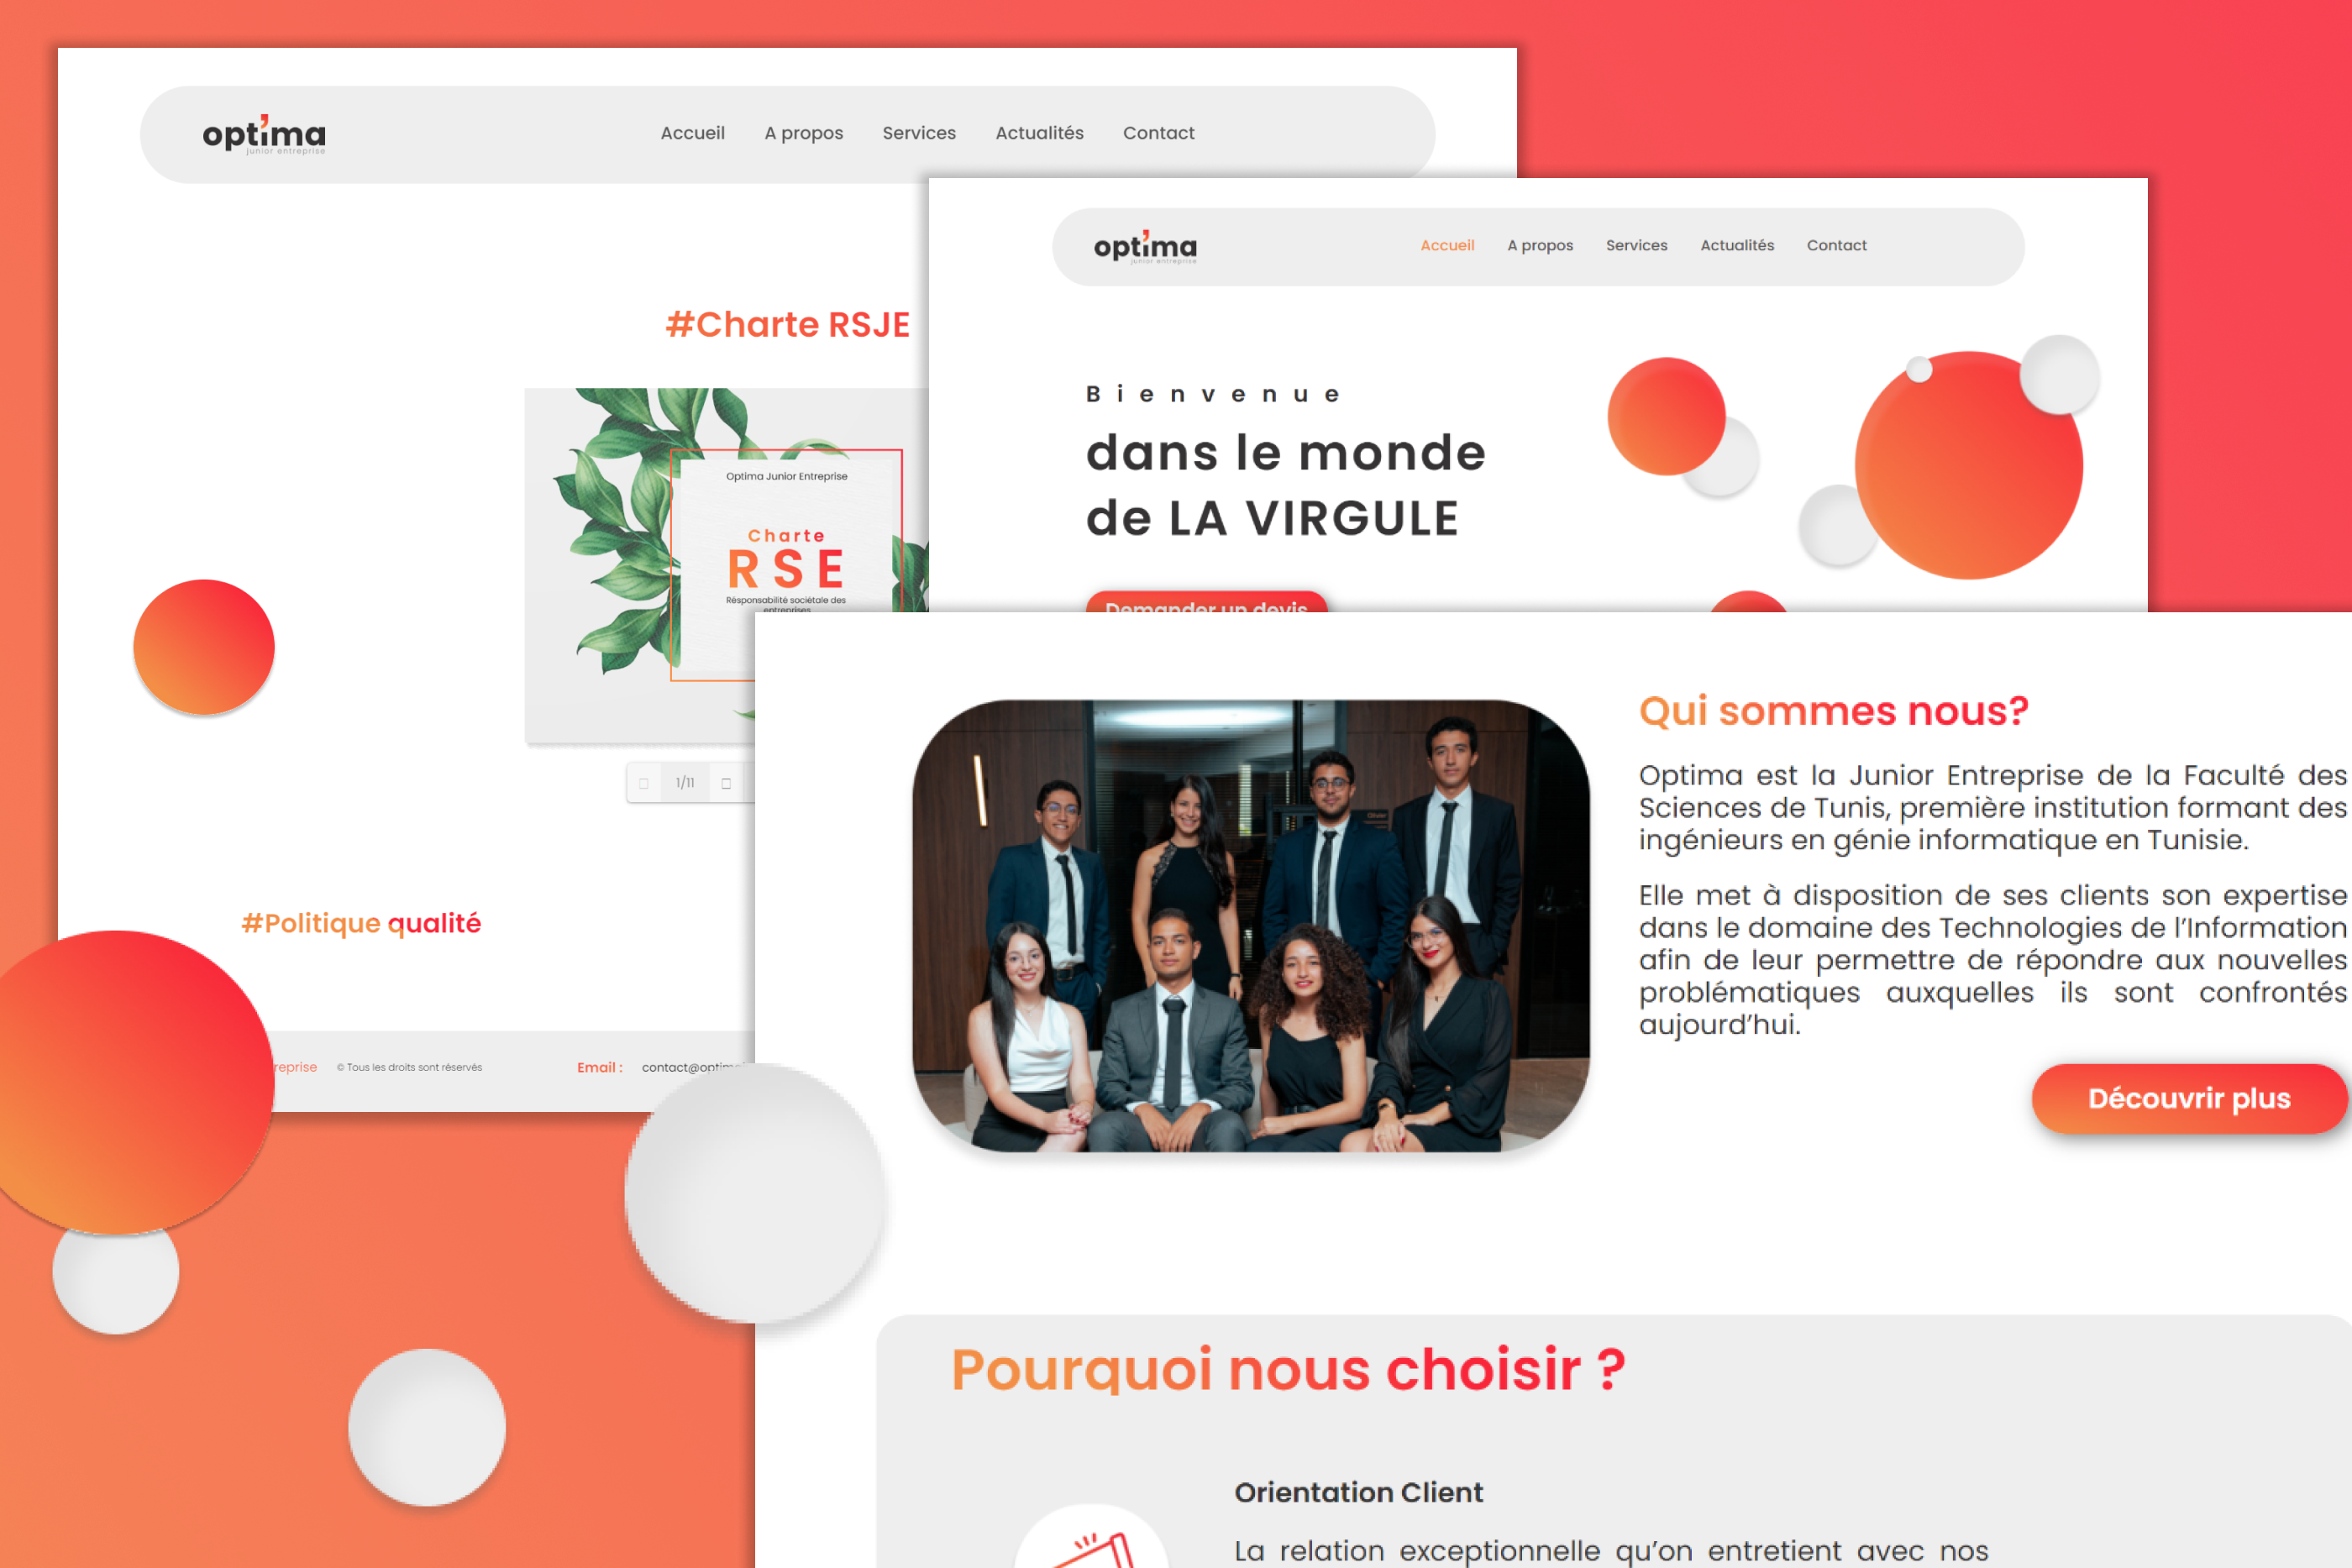 optima
junior entreprise
Accueil A propos Services Actualités Contact
#Charte RSJE
Optima Junior Entreprise
Charte
RSE
Résponsabilité sociétale des
entreprises
1/11
#Politique qualité
© Tous les droits sont réservés
Email :
optima
junior entreprise
Accueil A propos Services Actualités Contact
Bienvenue
dans le monde
de LA VIRGULE
Demander un devis
Qui sommes nous?
Optima est la Junior Entreprise de la Faculté des
Sciences de Tunis, première institution formant des
ingénieurs en génie informatique en Tunisie.
Elle met à disposition de ses clients son expertise
dans le domaine des Technologies de l'Information
afin de leur permettre de répondre aux nouvelles
problématiques auxquelles ils sont confrontés
aujourd'hui.
Découvrir plus
Pourquoi nous choisir ?
Orientation Client
La relation exceptionnelle qu'on entretient avec nos